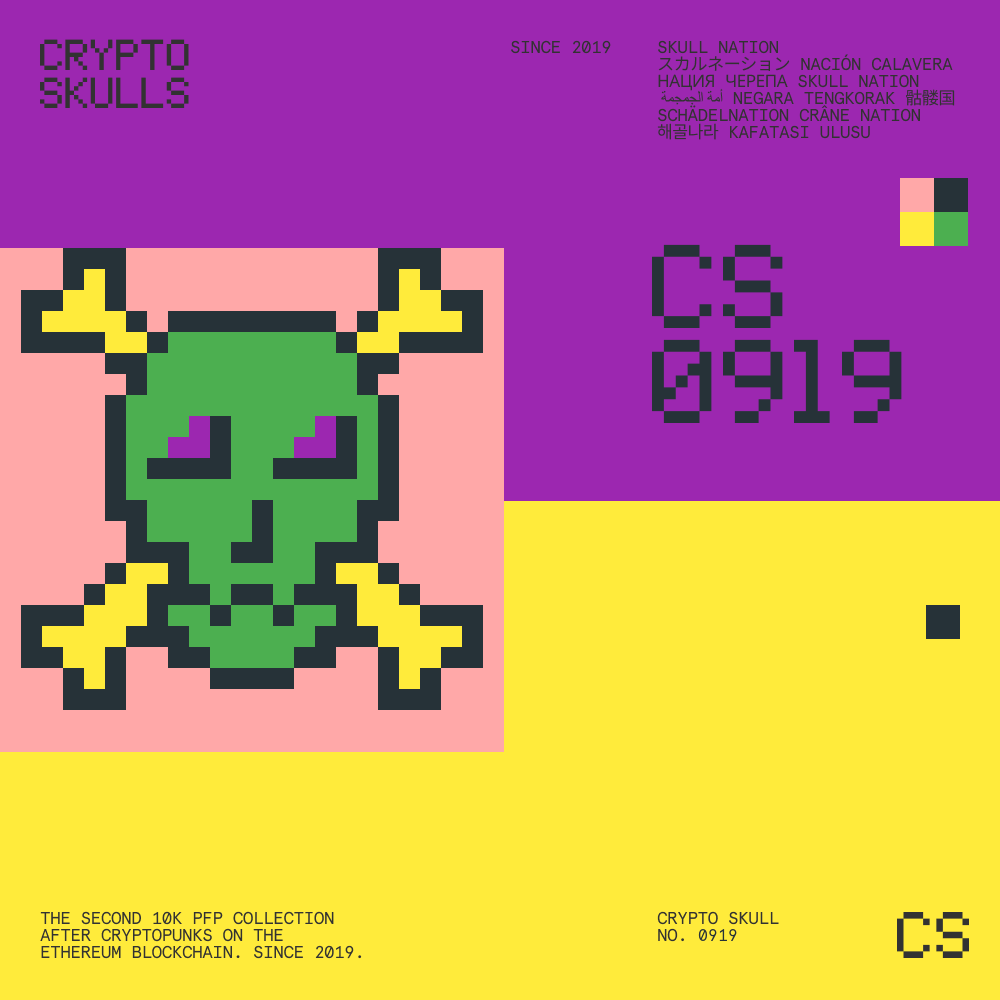 CRYPTO
SKULLS
SINCE 2019
SKULL NATION
スカルネーション NACIÓN CALAVERA
НАЦИЯ ЧЕРЕПА SKULL NATION
أمة الجمجمة NEGARA TENGKORAK 骷髅国
SCHÄDELNATION CRÂNE NATION
해골나라 KAFATASI ULUSU
CS
0919
THE SECOND 10K PFP COLLECTION
AFTER CRYPTOPUNKS ON THE
ETHEREUM BLOCKCHAIN. SINCE 2019.
CRYPTO SKULL
NO. 0919
CS